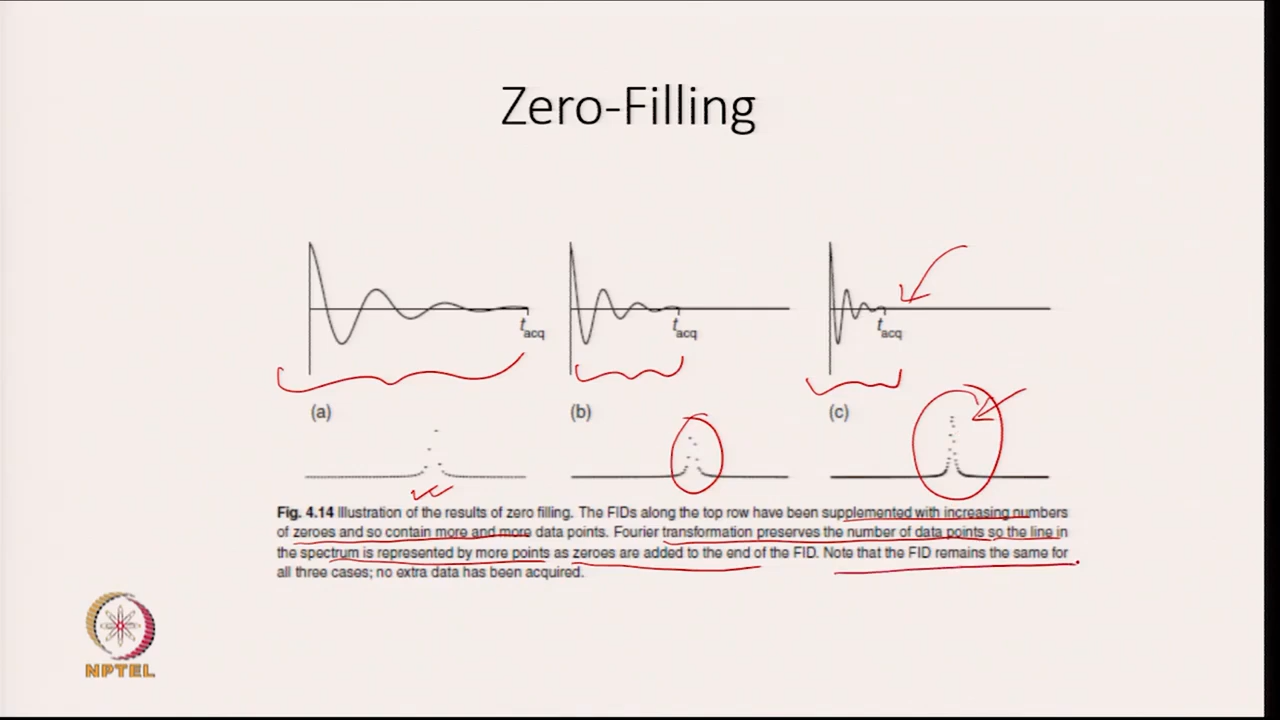 Zero-Filling
t_acq t_acq t_acq
(a) (b) (c)
Fig. 4.14 Illustration of the results of zero filling. The FIDs along the top row have been supplemented with increasing numbers
of zeroes and so contain more and more data points. Fourier transformation preserves the number of data points so the line in
the spectrum is represented by more points as zeroes are added to the end of the FID. Note that the FID remains the same for
all three cases; no extra data has been acquired.
NPTEL